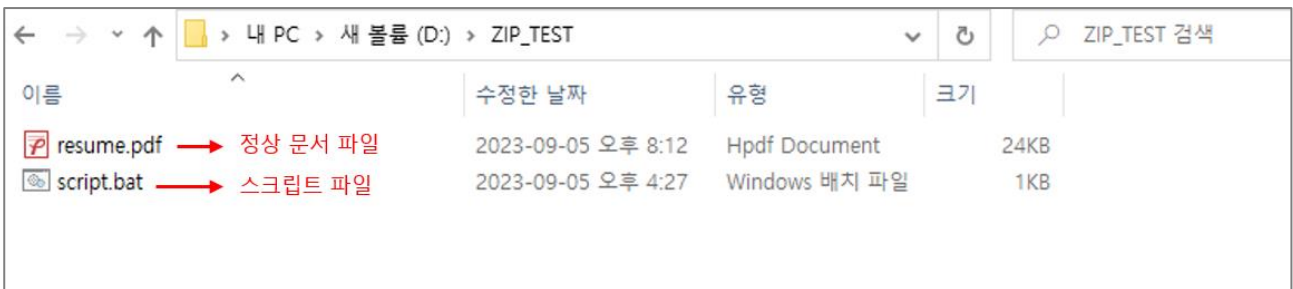 내 PC > 새 볼륨 (D:) > ZIP_TEST ZIP_TEST 검색
이름 수정한 날짜 유형 크기
resume.pdf 정상 문서 파일 2023-09-05 오후 8:12 Hpdf Document 24KB
script.bat 스크립트 파일 2023-09-05 오후 4:27 Windows 배치 파일 1KB